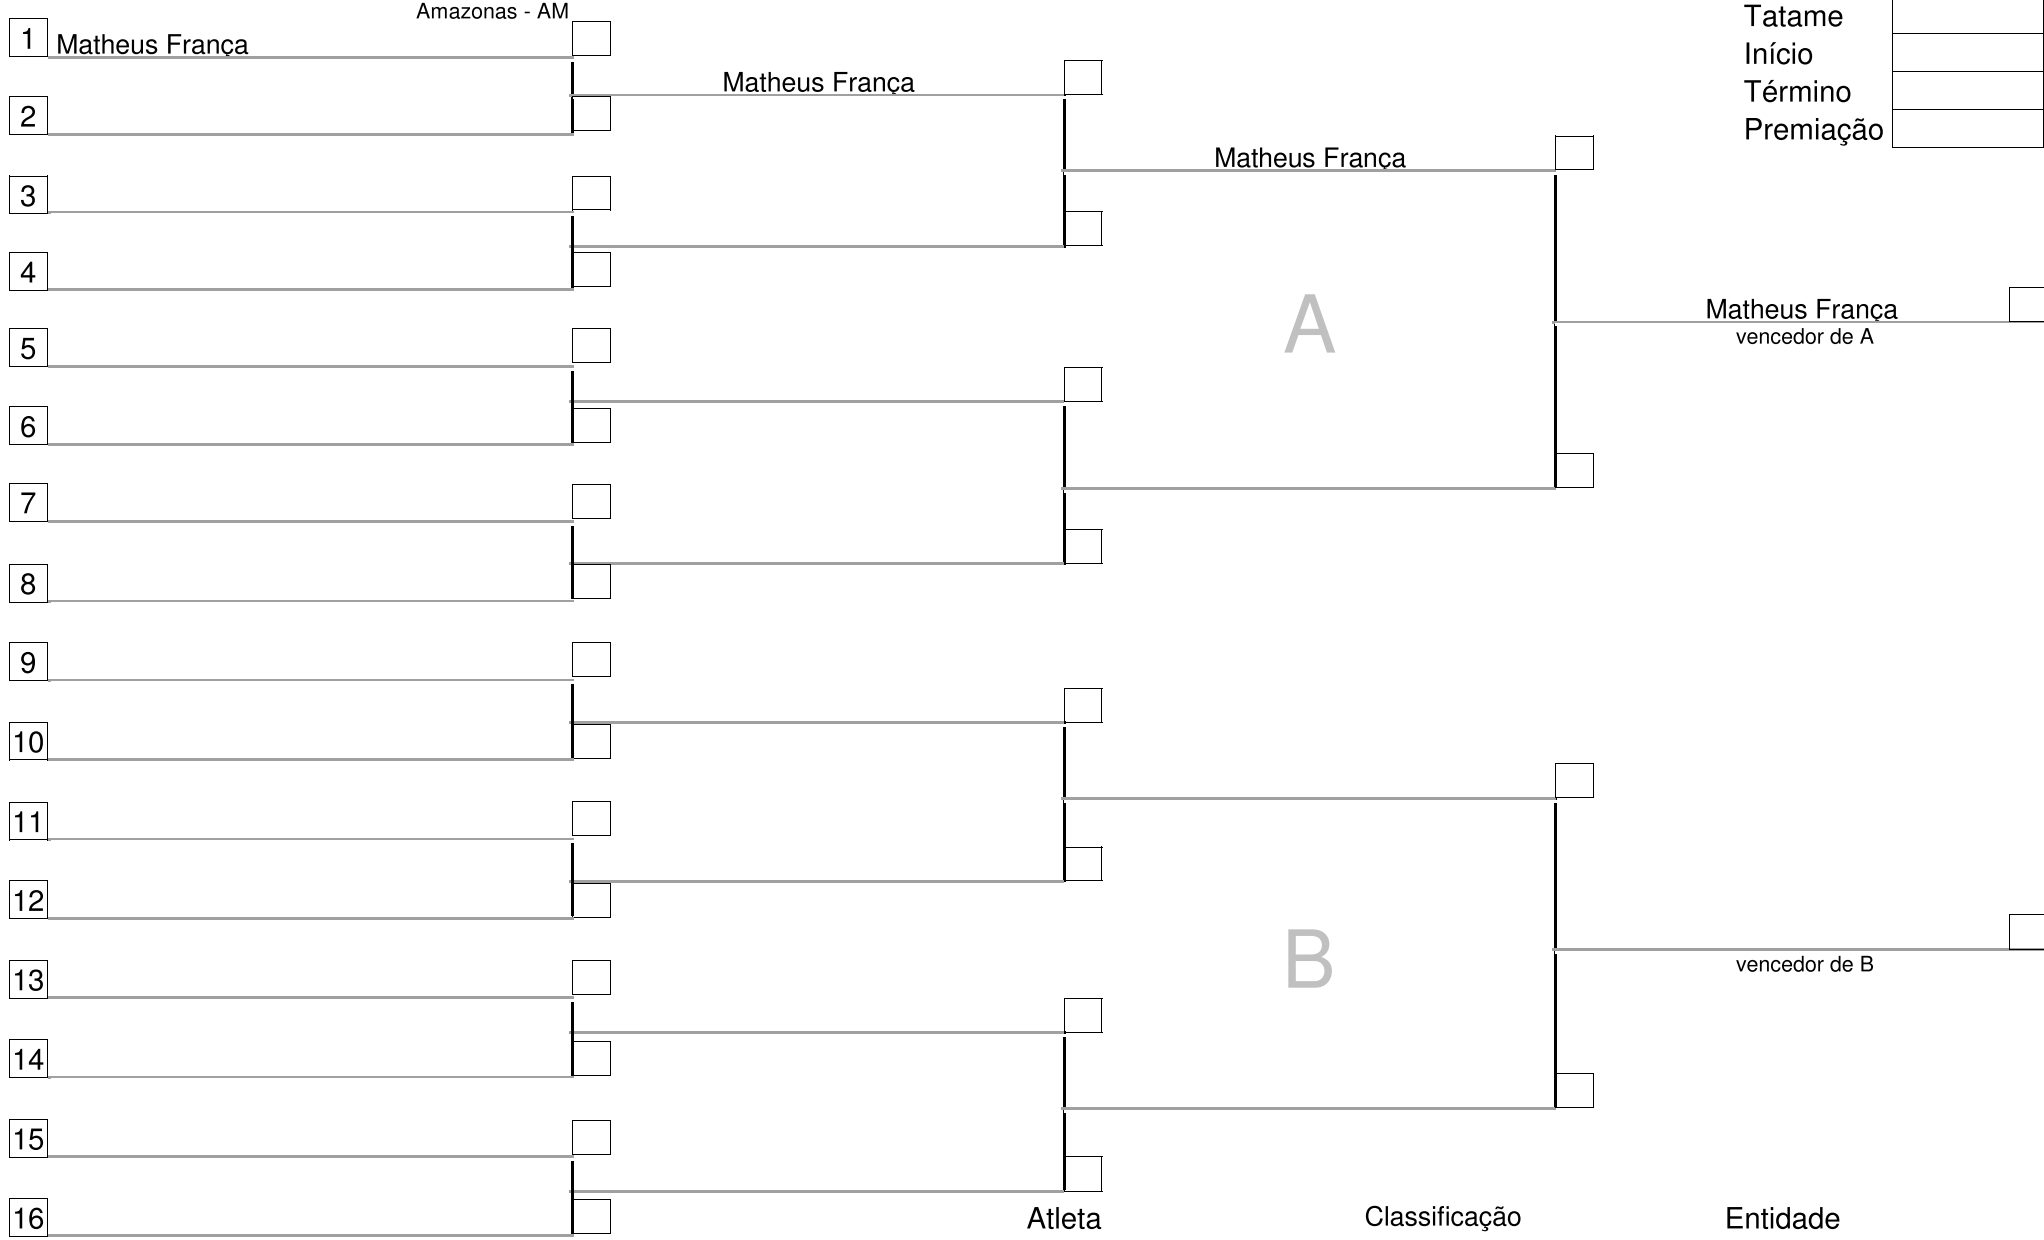 Amazonas - AM
1 Matheus França
Tatame
Início
Término
Premiação
Matheus França
2
Matheus França
3
4
A
Matheus França
vencedor de A
5
6
7
8
9
10
11
12
B
vencedor de B
13
14
15
16
Atleta Classificação Entidade